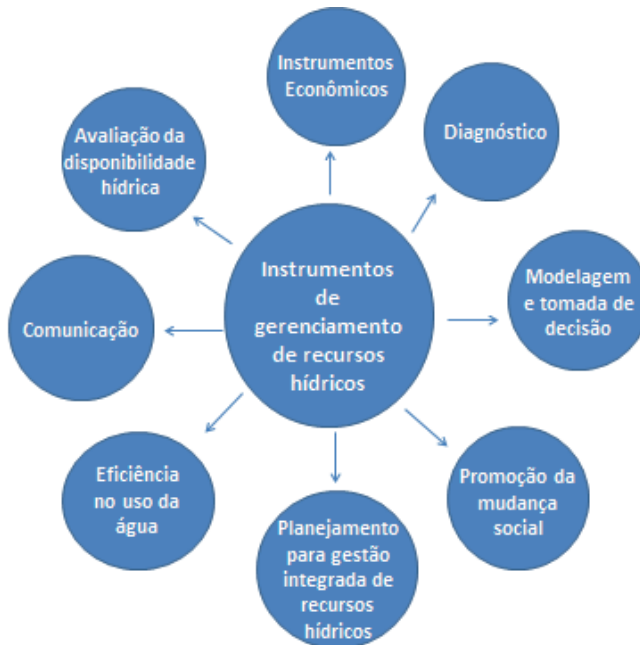 Instrumentos
Econômicos
Diagnóstico
Avaliação da
disponibilidade
hídrica
Instrumentos
de
gerenciamento
de recursos
hídricos
Modelagem
e tomada de
decisão
Comunicação
Eficiência
no uso da
água
Promoção da
mudança
social
Planejamento
para gestão
integrada de
recursos
hídricos